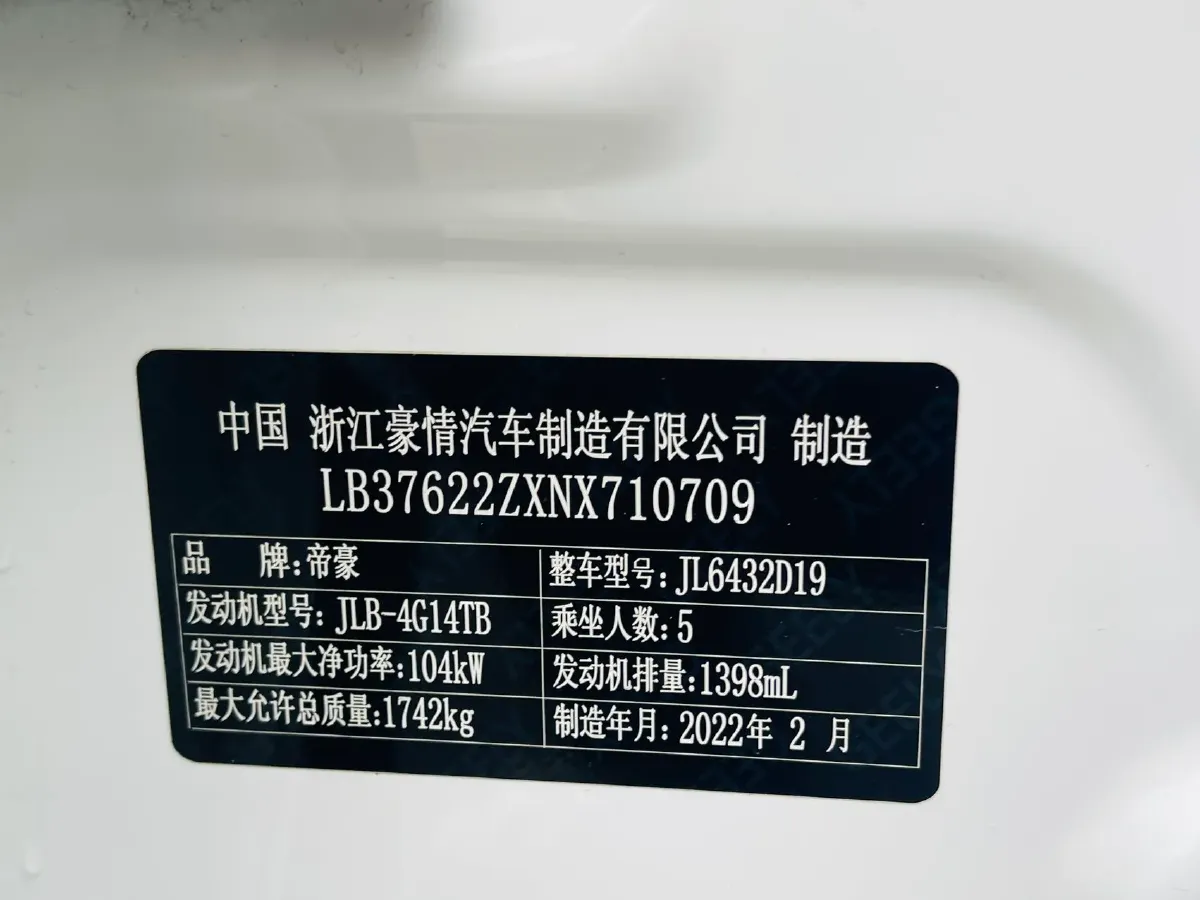 中国 浙江豪情汽车制造有限公司 制造
LB37622ZXNX710709
品 牌:帝豪 整车型号:JL6432D19
发动机型号:JLB-4G14TB 乘坐人数:5
发动机最大净功率:104kW 发动机排量:1398mL
最大允许总质量:1742kg 制造年月:2022年 2 月